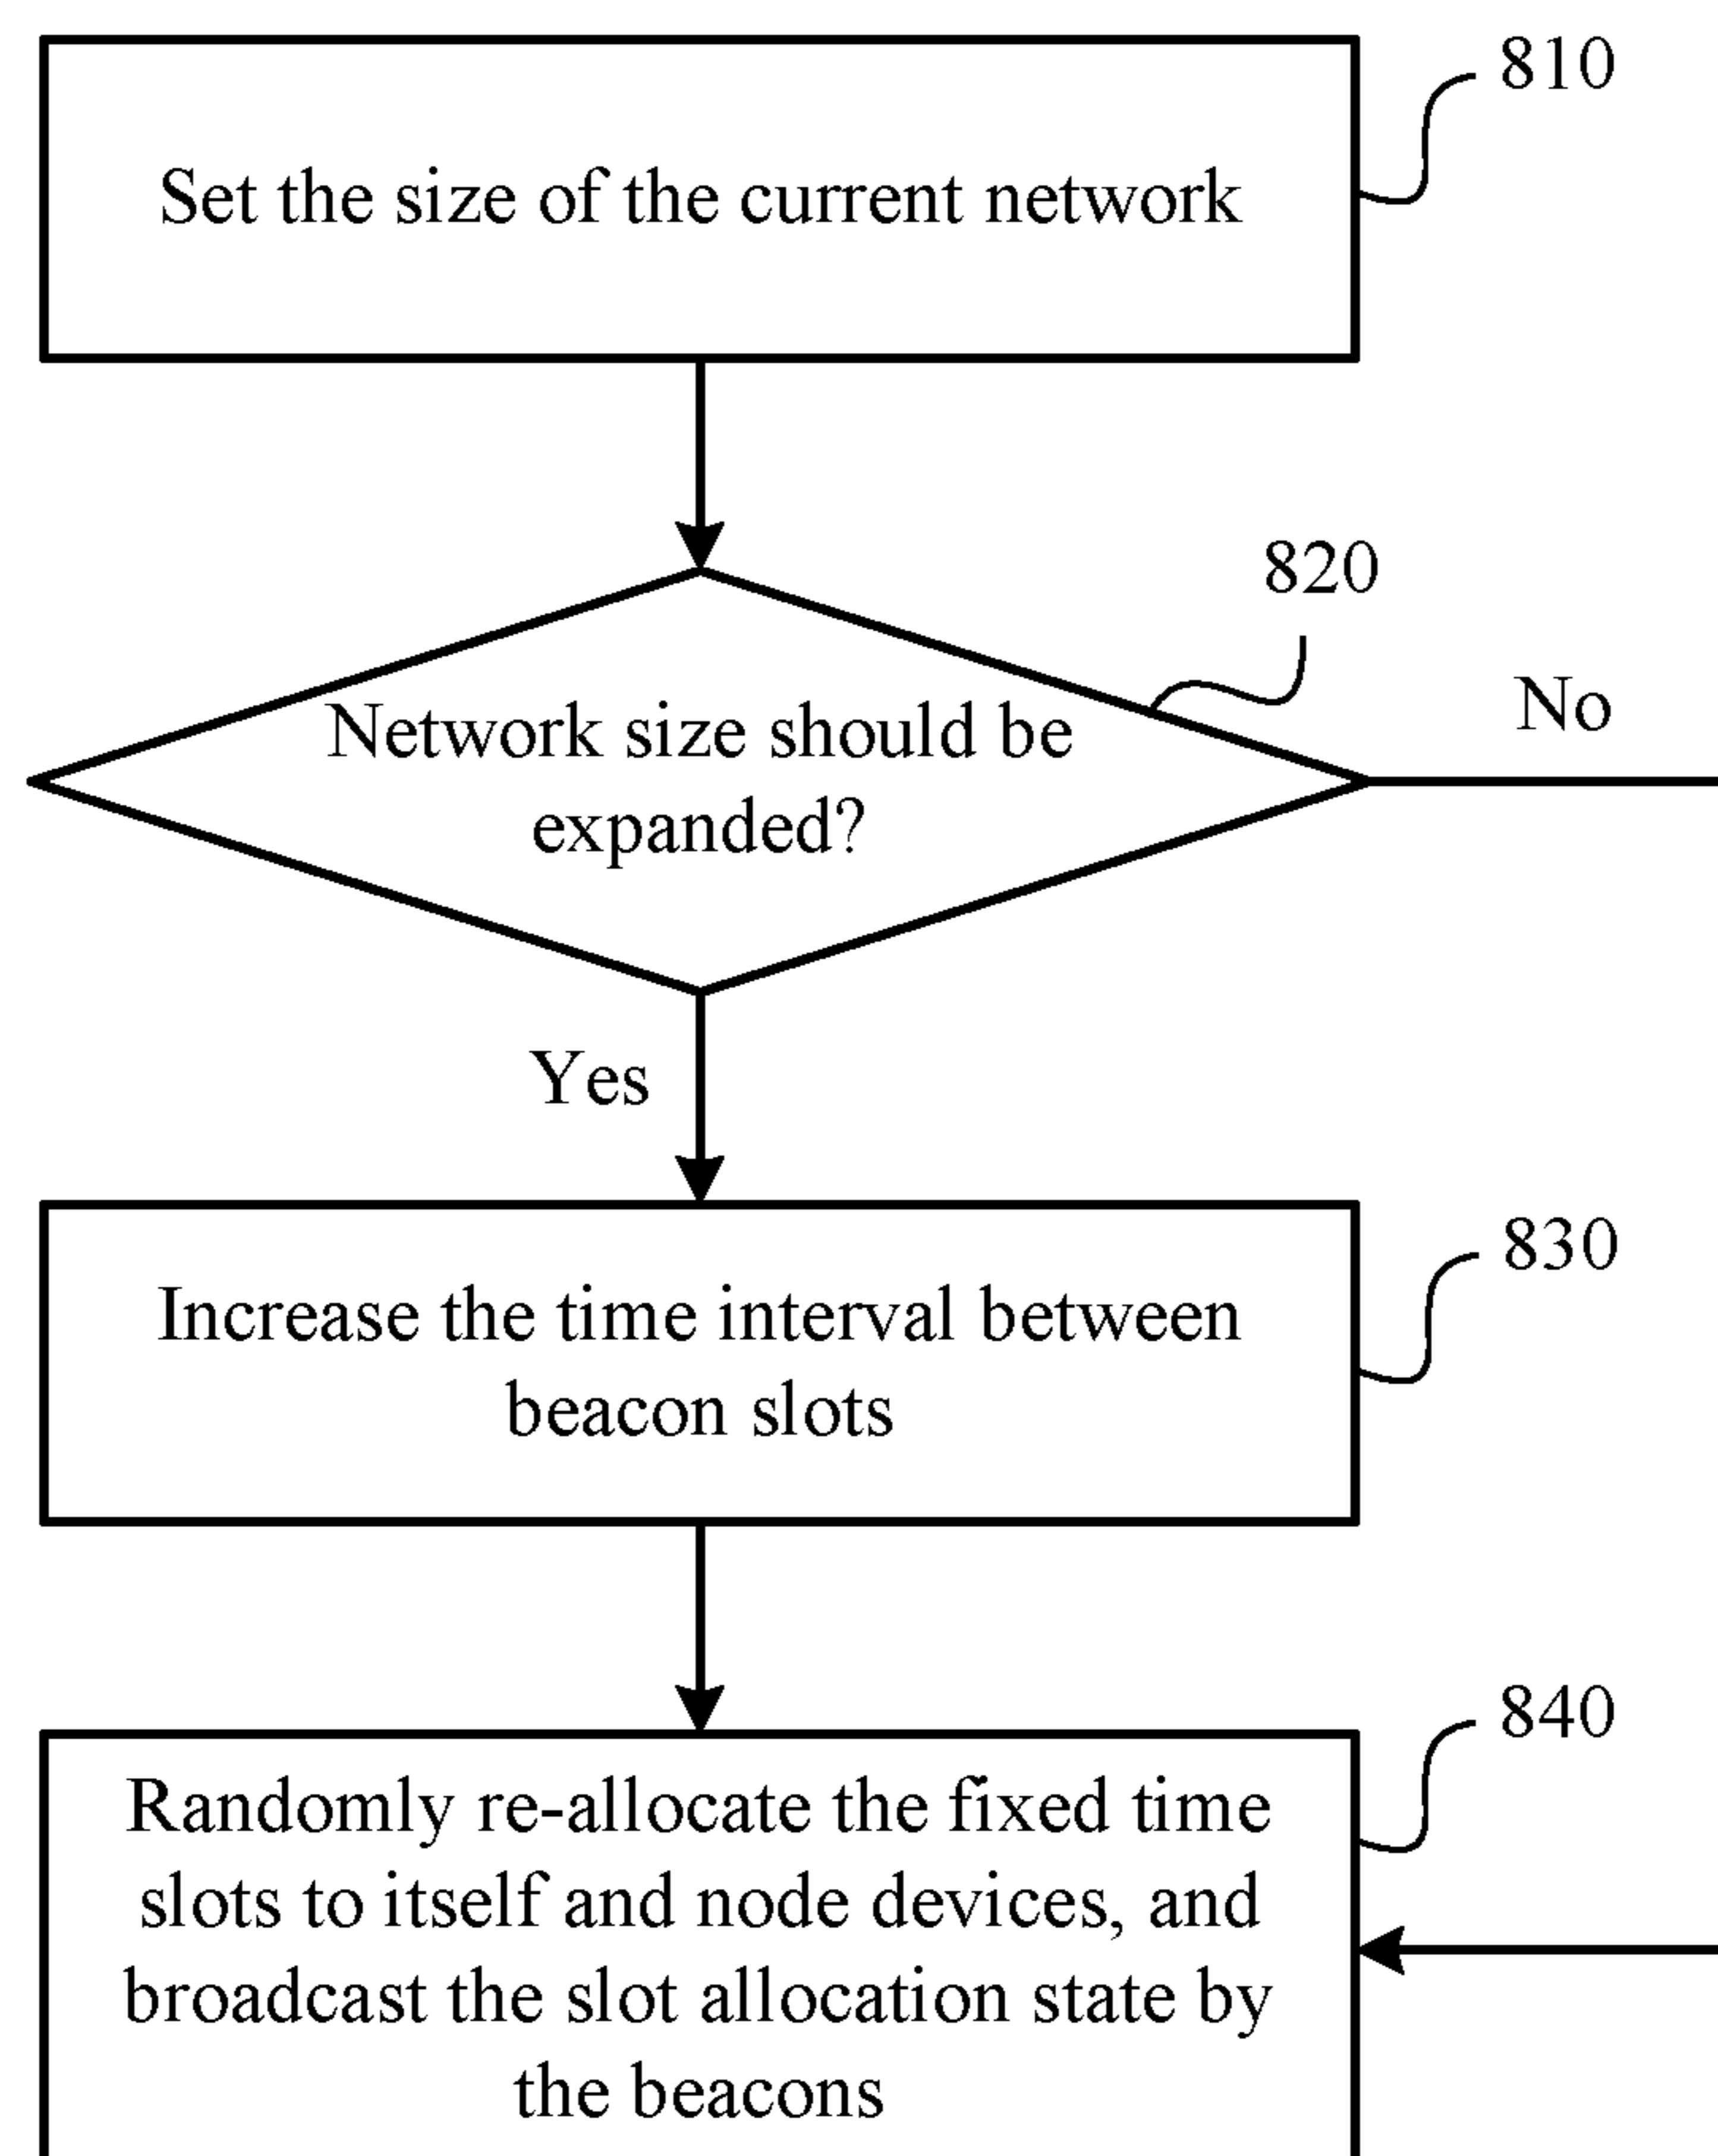 810
Set the size of the current network
820
Network size should be
expanded?
No
Yes
830
Increase the time interval between
beacon slots
840
Randomly re-allocate the fixed time
slots to itself and node devices, and
broadcast the slot allocation state by
the beacons